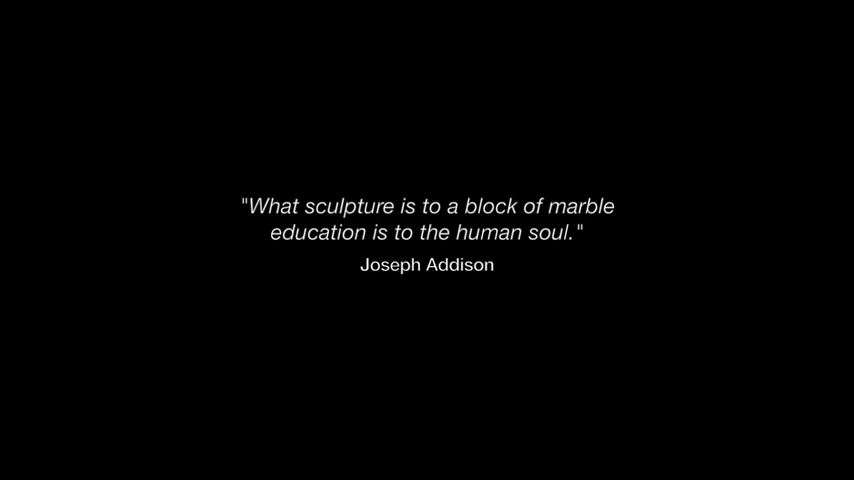 "What sculpture is to a block of marble
education is to the human soul."
Joseph Addison